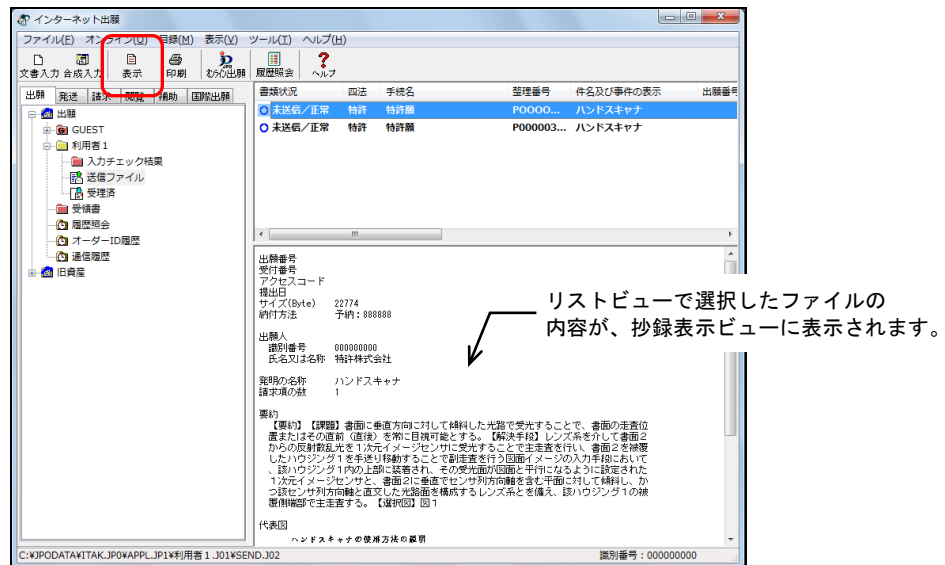 インターネット出願
ファイル(F) オンライン(O) 目録(M) 表示(V) ツール(I) ヘルプ(H)
文書入力 合成入力 表示 印刷 わかりやすい出願 履歴照会 ヘルプ
出願 発送 請求 閲覧 補助 国際出願
出願
GUEST
利用者1
入力チェック結果
送信ファイル
受理済
受領書
履歴照会
オーダーID履歴
通信履歴
旧資産
書類状況 四法 手続名 整理番号 件名及び事件の表示 出願番号
未送信/正常 特許 特許願 POOOO... ハンドスキャナ
未送信/正常 特許 特許願 P000003... ハンドスキャナ
出願番号
受付番号
アクセスコード
提出日
サイズ(Byte) 22774
納付方法 予納:888888
出願人
識別番号 000000000
氏名又は名称 特許株式会社
発明の名称 ハンドスキャナ
請求項の数 1
要約
【要約】【課題】書面に垂直方向に対して傾斜した光路で受光することで、書面の走査位
置またはその直前(直後)を常に目視可能とする。【解決手段】レンズ系を介して書面2
からの反射散乱光を1次元イメージセンサに受光することで主走査を行い、書面2を被覆
したハウジング1を手送り移動することで副走査を行う図面イメージの入力手段において
、該ハウジング1内の上部に装着され、その受光面が図面と平行になるように設定された
1次元イメージセンサと、書面2に垂直でセンサ列方向軸を含む平面に対して傾斜し、か
つ該センサ列方向軸と直交した光路面を構成するレンズ系とを備え、該ハウジング1の被
覆側端部で主走査する。【選択図】図1
代表図
ハンドスキャナの使用方法の説明
リストビューで選択したファイルの
内容が、抄録表示ビューに表示されます。
C:¥JPODATA¥ITAK.JP0¥APPL.JP1¥利用者1.J01¥SEND.J02 識別番号:000000000